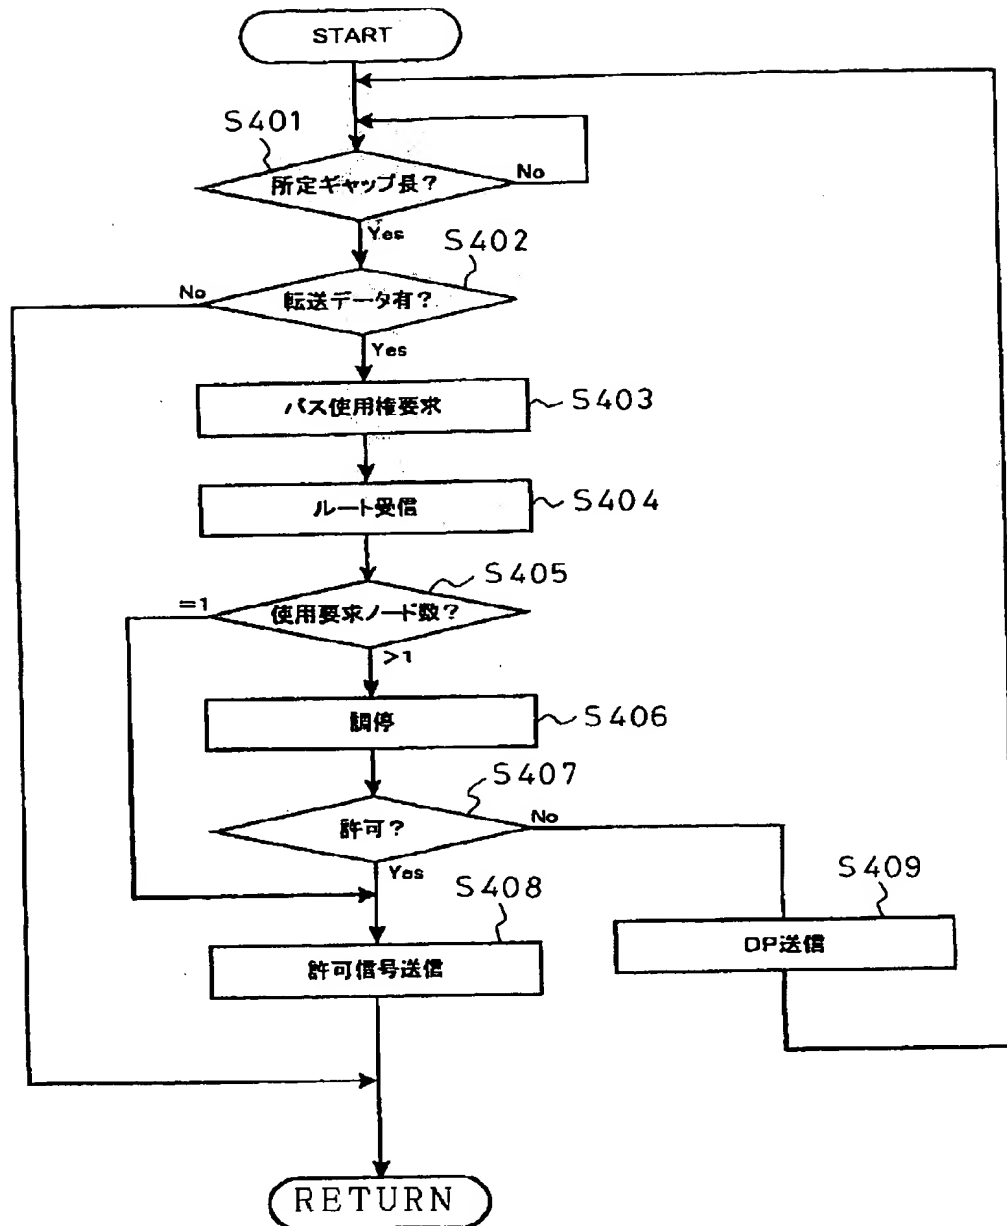 START
S401
所定ギャップ長？
No
Yes
S402
No
転送データ有？
Yes
バス使用権要求
S403
ルート受信
S404
S405
=1
使用要求ノード数？
>1
調停
S406
S407
許可？
No
Yes
S408
S409
許可信号送信
DP送信
RETURN